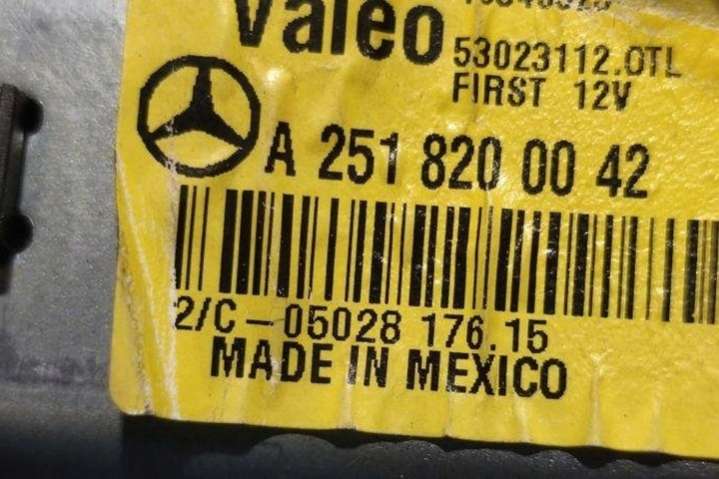 Valeo
53023112.OTL
FIRST 12V
A 251 820 00 42
2/C-05028 176.15
MADE IN MEXICO